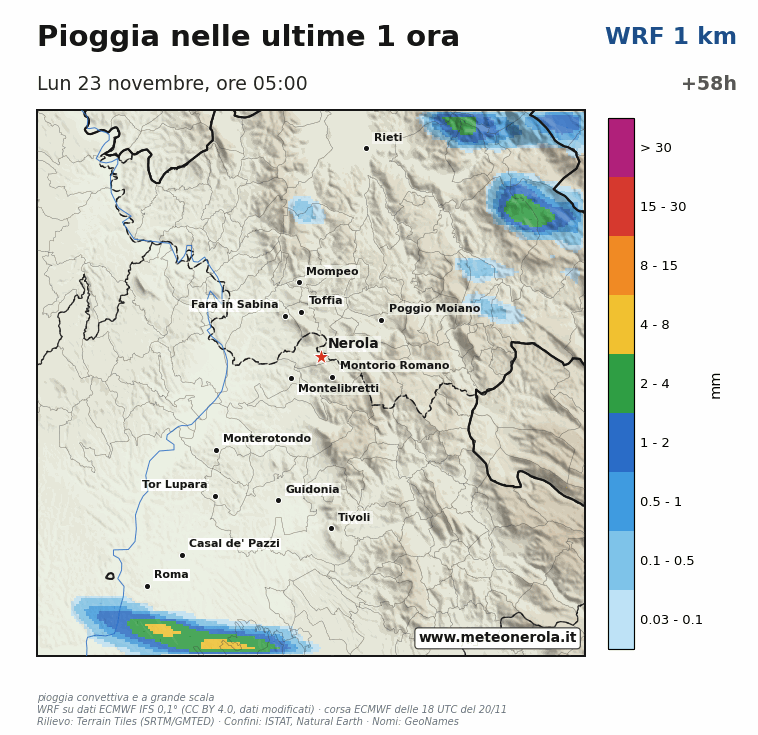 Pioggia nelle ultime 1 ora
WRF 1 km
Lun 23 novembre, ore 05:00
+58h
Rieti
Mompeo
Fara in Sabina
Toffia
Poggio Moiano
Nerola
Montorio Romano
Montelibretti
Monterotondo
Tor Lupara
Guidonia
Tivoli
Casal de' Pazzi
Roma
www.meteonerola.it
> 30
15 - 30
8 - 15
4 - 8
2 - 4
1 - 2
0.5 - 1
0.1 - 0.5
0.03 - 0.1
mm
pioggia convettiva e a grande scala
WRF su dati ECMWF IFS 0,1° (CC BY 4.0, dati modificati) · corsa ECMWF delle 18 UTC del 20/11
Rilievo: Terrain Tiles (SRTM/GMTED) · Confini: ISTAT, Natural Earth · Nomi: GeoNames